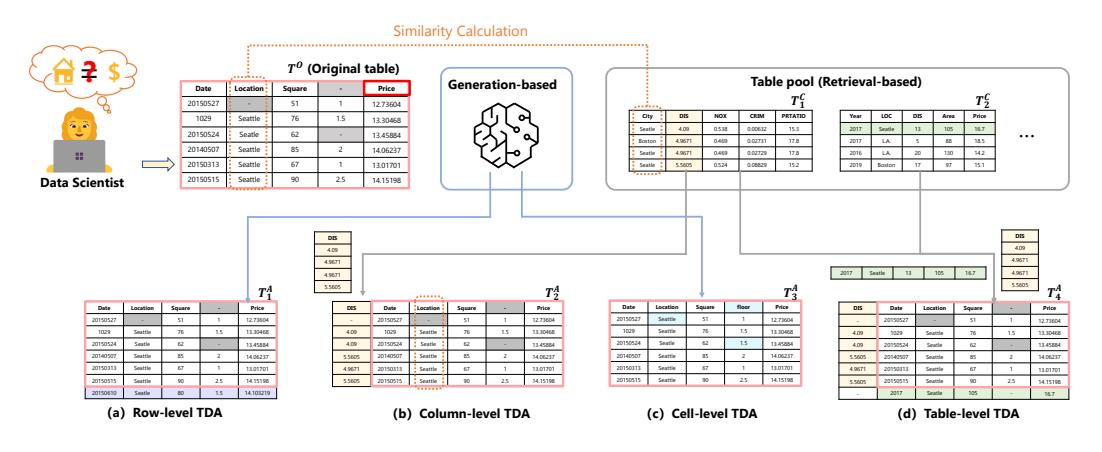 Similarity Calculation
? $
Data Scientist
T^O (Original table)
Date Location Square - Price
20150527 - 51 1 12.73604
1029 Seattle 76 1.5 13.30468
20150524 Seattle 62 - 13.45884
20140507 Seattle 85 2 14.06237
20150313 Seattle 67 1 13.01701
20150515 Seattle 90 2.5 14.15198
Generation-based
Table pool (Retrieval-based)
T_1^C
City DIS NOX CRIM PRTATIO
Seatle 4.09 0.538 0.00632 15.3
Boston 4.9671 0.469 0.02731 17.8
Seatle 4.9671 0.469 0.02729 17.8
Seatle 5.5605 0.524 0.08829 15.2
T_2^C
Year LOC DIS Area Price
2017 Seatle 13 105 16.7
2017 L.A. 5 88 18.5
2016 L.A. 20 130 14.2
2019 Boston 17 97 15.1
...
DIS
4.09
4.9671
4.9671
5.5605
DIS
4.09
4.9671
4.9671
5.5605
2017 Seatle 13 105 16.7
T_1^A
Date Location Square - Price
20150527 - 51 1 12.73604
1029 Seattle 76 1.5 13.30468
20150524 Seattle 62 - 13.45884
20140507 Seattle 85 2 14.06237
20150313 Seattle 67 1 13.01701
20150515 Seattle 90 2.5 14.15198
20150610 Seattle 80 1.5 14.103219
(a) Row-level TDA
T_2^A
DIS Date Location Square - Price
- 20150527 - 51 1 12.73604
4.09 1029 Seattle 76 1.5 13.30468
4.09 20150524 Seattle 62 - 13.45884
5.5605 20140507 Seattle 85 2 14.06237
4.9671 20150313 Seattle 67 1 13.01701
5.5605 20150515 Seattle 90 2.5 14.15198
(b) Column-level TDA
T_3^A
Date Location Square floor Price
20150527 Seattle 51 1 12.73604
1029 Seattle 76 1.5 13.30468
20150524 Seattle 62 1.5 13.45884
20140507 Seattle 85 2 14.06237
20150313 Seattle 67 1 13.01701
20150515 Seattle 90 2.5 14.15198
(c) Cell-level TDA
T_4^A
DIS Date Location Square - Price
- 20150527 - 51 1 12.73604
4.09 1029 Seattle 76 1.5 13.30468
4.09 20150524 Seattle 62 - 13.45884
5.5605 20140507 Seattle 85 2 14.06237
4.9671 20150313 Seattle 67 1 13.01701
5.5605 20150515 Seattle 90 2.5 14.15198
- 2017 Seatle 105 - 16.7
(d) Table-level TDA